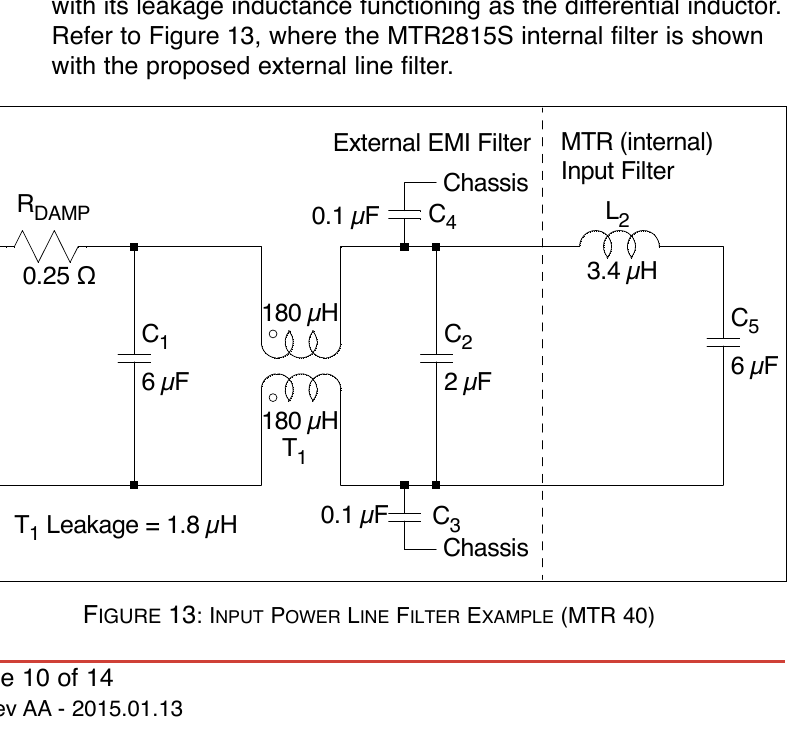 with its leakage inductance functioning as the differential inductor.
Refer to Figure 13, where the MTR2815S internal filter is shown
with the proposed external line filter.
External EMI Filter
MTR (internal)
Input Filter
Chassis
0.1 µF
C4
L2
3.4 µH
RDAMP
0.25 Ω
180 µH
C1
6 µF
C2
2 µF
C5
6 µF
180 µH
T1
T1 Leakage = 1.8 µH
0.1 µF
C3
Chassis
FIGURE 13: INPUT POWER LINE FILTER EXAMPLE (MTR 40)
e 10 of 14
ev AA - 2015.01.13